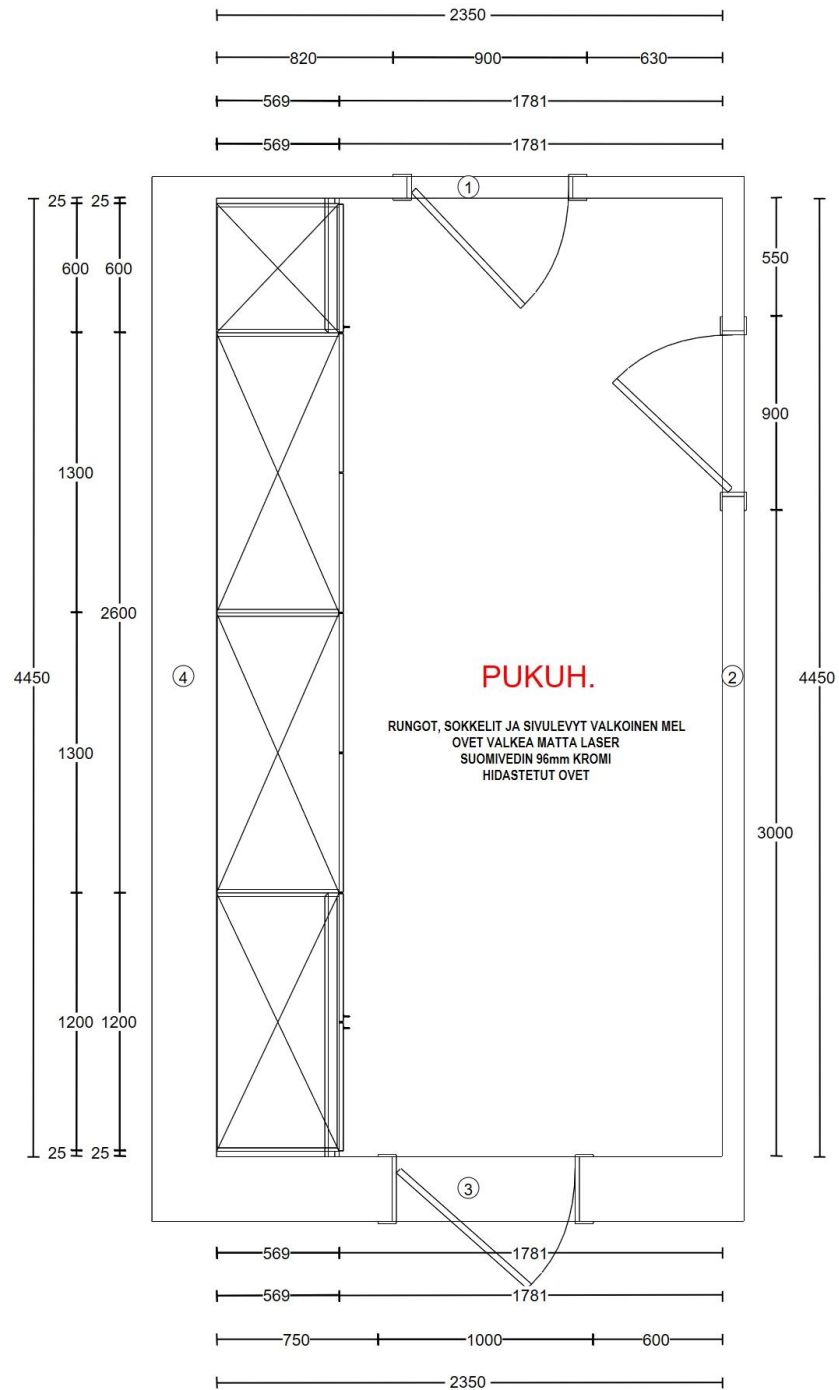 2350
820 900 630
569 1781
569 1781
1
25 25
600 600
550
900
1300
2600
4450 4
PUKUH.
2 4450
RUNGOT, SOKKELIT JA SIVULEVYT VALKOINEN MEL
OVET VALKEA MATTA LASER
SUOMIVEDIN 96mm KROMI
HIDASTETUT OVET
1300
3000
1200 1200
25 25
3
569 1781
569 1781
750 1000 600
2350